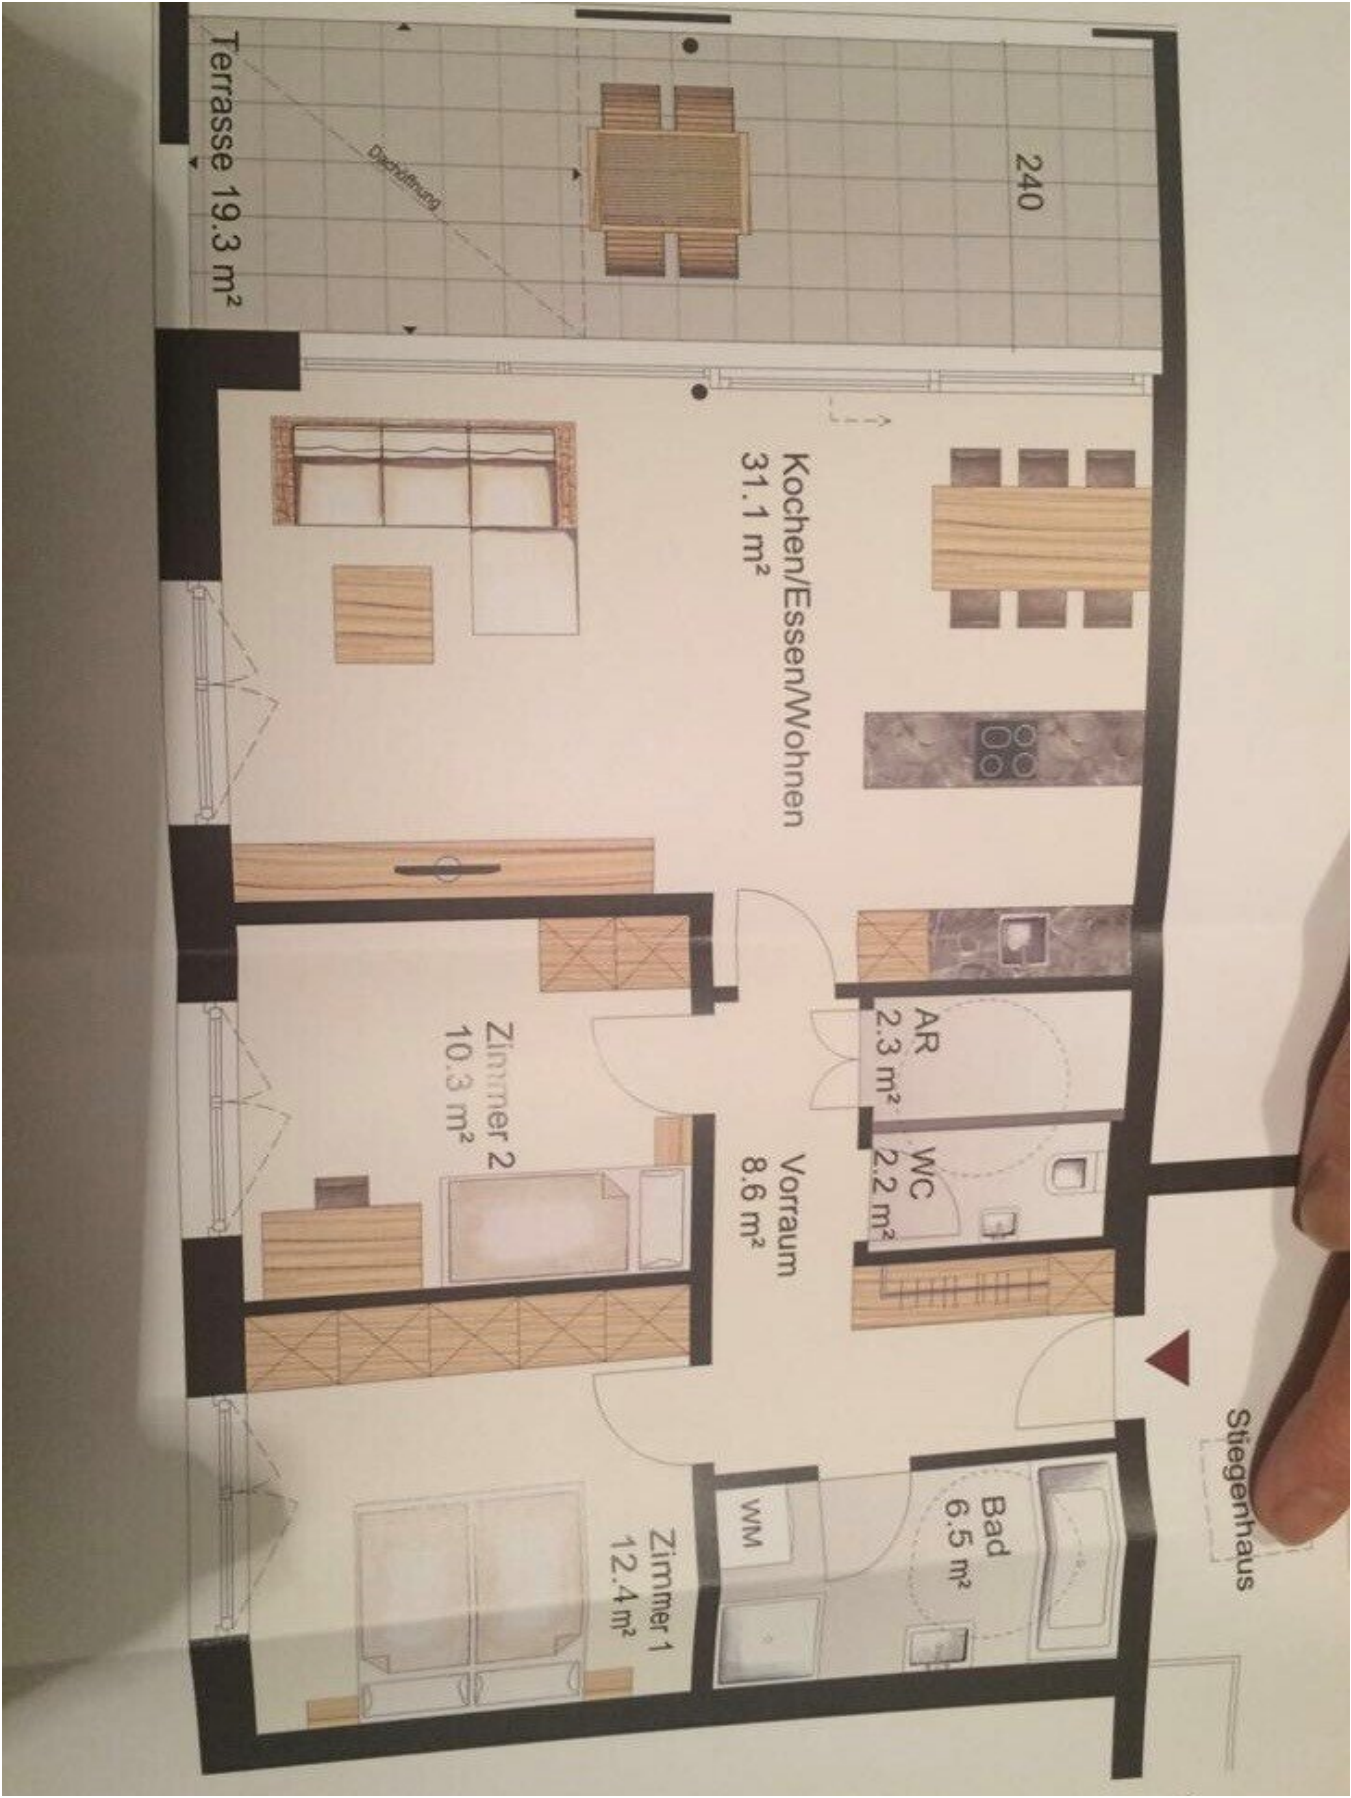 Terrasse 19.3 m²
Dachöffnung
240
Kochen/Essen/Wohnen
31.1 m²
AR
2.3 m²
WC
2.2 m²
Vorraum
8.6 m²
Zimmer 2
10.3 m²
Stiegenhaus
Bad
6.5 m²
WM
Zimmer 1
12.4 m²